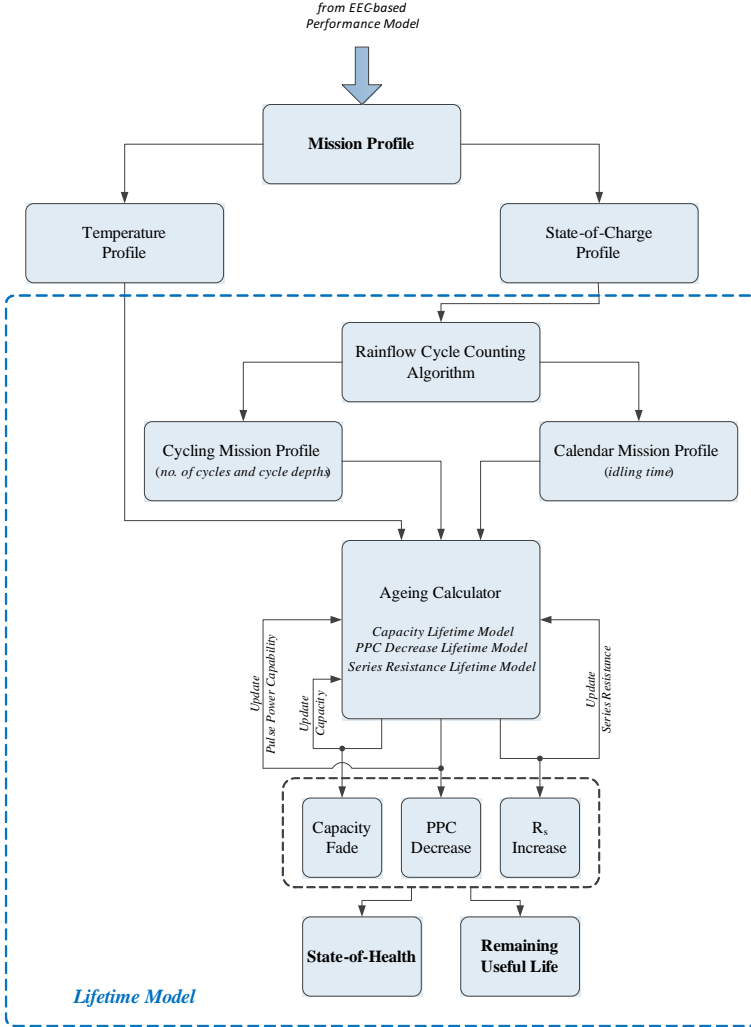 from EEC-based
Performance Model
Mission Profile
Temperature
Profile
State-of-Charge
Profile
Rainflow Cycle Counting
Algorithm
Cycling Mission Profile
(no. of cycles and cycle depths)
Calendar Mission Profile
(idling time)
Ageing Calculator
Capacity Lifetime Model
PPC Decrease Lifetime Model
Series Resistance Lifetime Model
Update
Pulse Power Capability
Update
Capacity
Update
Series Resistance
Capacity
Fade
PPC
Decrease
Rs
Increase
State-of-Health
Remaining
Useful Life
Lifetime Model